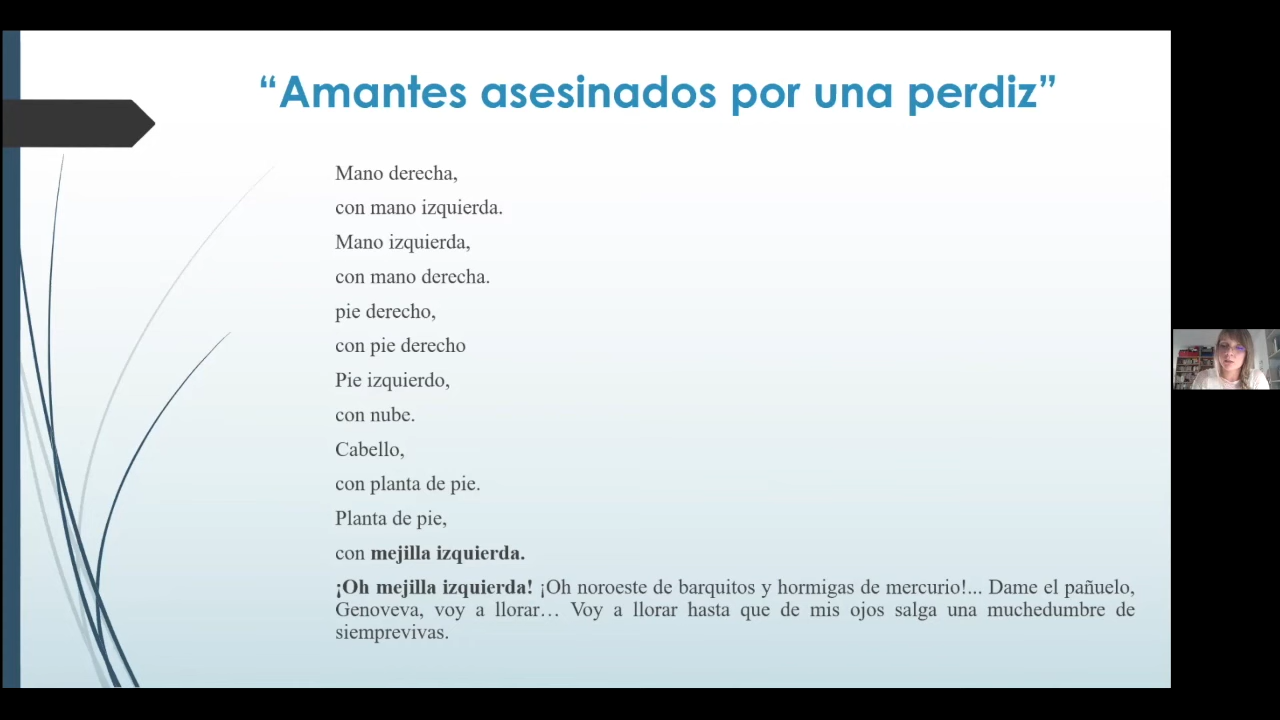 “Amantes asesinados por una perdiz”
Mano derecha,
con mano izquierda.
Mano izquierda,
con mano derecha.
pie derecho,
con pie derecho
Pie izquierdo,
con nube.
Cabello,
con planta de pie.
Planta de pie,
con mejilla izquierda.
¡Oh mejilla izquierda! ¡Oh noroeste de barquitos y hormigas de mercurio!... Dame el pañuelo,
Genoveva, voy a llorar… Voy a llorar hasta que de mis ojos salga una muchedumbre de
siemprevivas.